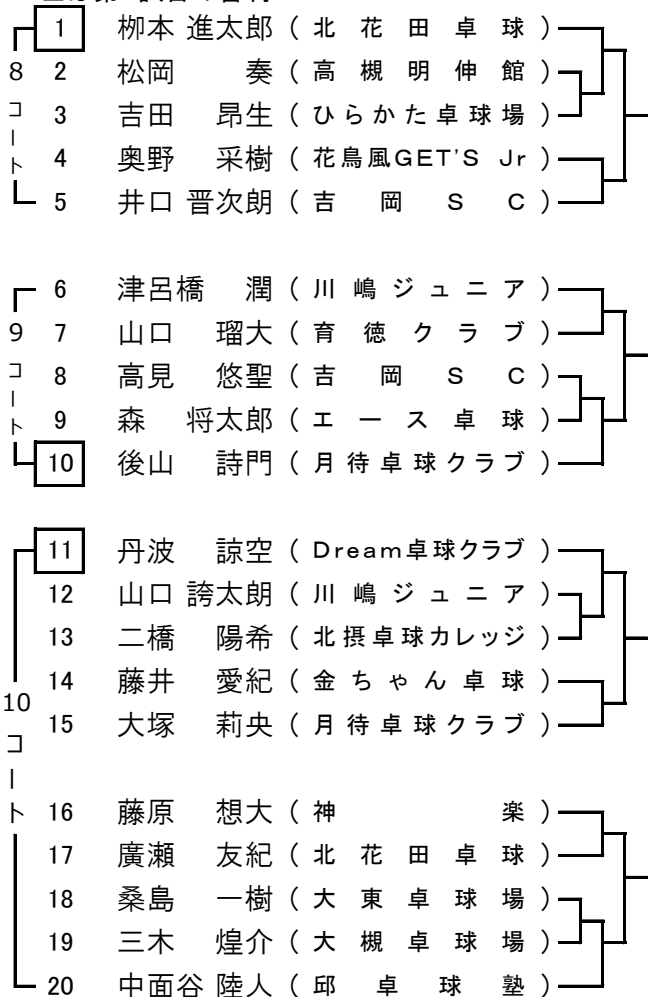 1 栁本 進太郎 ( 北花田卓球 )
2 松岡 奏 ( 高槻明伸館 )
3 吉田 昂生 ( ひらかた卓球場 )
4 奥野 采樹 ( 花鳥風GET'S Jr )
5 井口 晋次朗 ( 吉岡SC )
8コート
6 津呂橋 潤 ( 川嶋ジュニア )
7 山口 瑠大 ( 育徳クラブ )
8 高見 悠聖 ( 吉岡SC )
9 森 将太郎 ( エース卓球 )
10 後山 詩門 ( 月待卓球クラブ )
9コート
11 丹波 諒空 ( Dream卓球クラブ )
12 山口 誇太朗 ( 川嶋ジュニア )
13 二橋 陽希 ( 北摂卓球カレッジ )
14 藤井 愛紀 ( 金ちゃん卓球 )
15 大塚 莉央 ( 月待卓球クラブ )
10コート
16 藤原 想大 ( 神楽 )
17 廣瀬 友紀 ( 北花田卓球 )
18 桑島 一樹 ( 大東卓球場 )
19 三木 煌介 ( 大槻卓球場 )
20 中面谷 陸人 ( 邱卓球塾 )